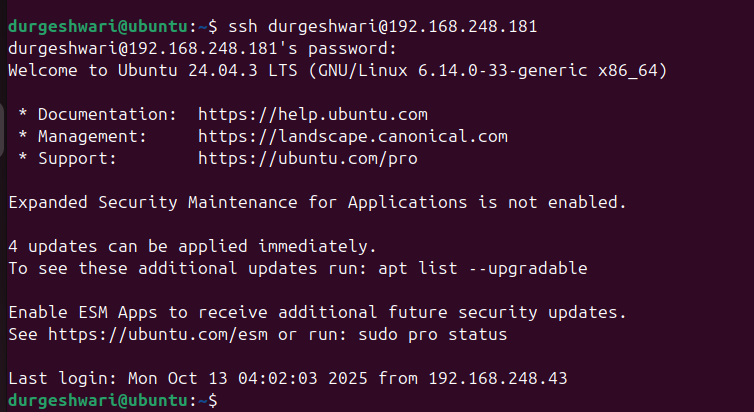 durgeshwari@ubuntu:~$ ssh durgeshwari@192.168.248.181
durgeshwari@192.168.248.181's password:
Welcome to Ubuntu 24.04.3 LTS (GNU/Linux 6.14.0-33-generic x86_64)
* Documentation:  https://help.ubuntu.com
* Management:     https://landscape.canonical.com
* Support:        https://ubuntu.com/pro
Expanded Security Maintenance for Applications is not enabled.
4 updates can be applied immediately.
To see these additional updates run: apt list --upgradable
Enable ESM Apps to receive additional future security updates.
See https://ubuntu.com/esm or run: sudo pro status
Last login: Mon Oct 13 04:02:03 2025 from 192.168.248.43
durgeshwari@ubuntu:~$